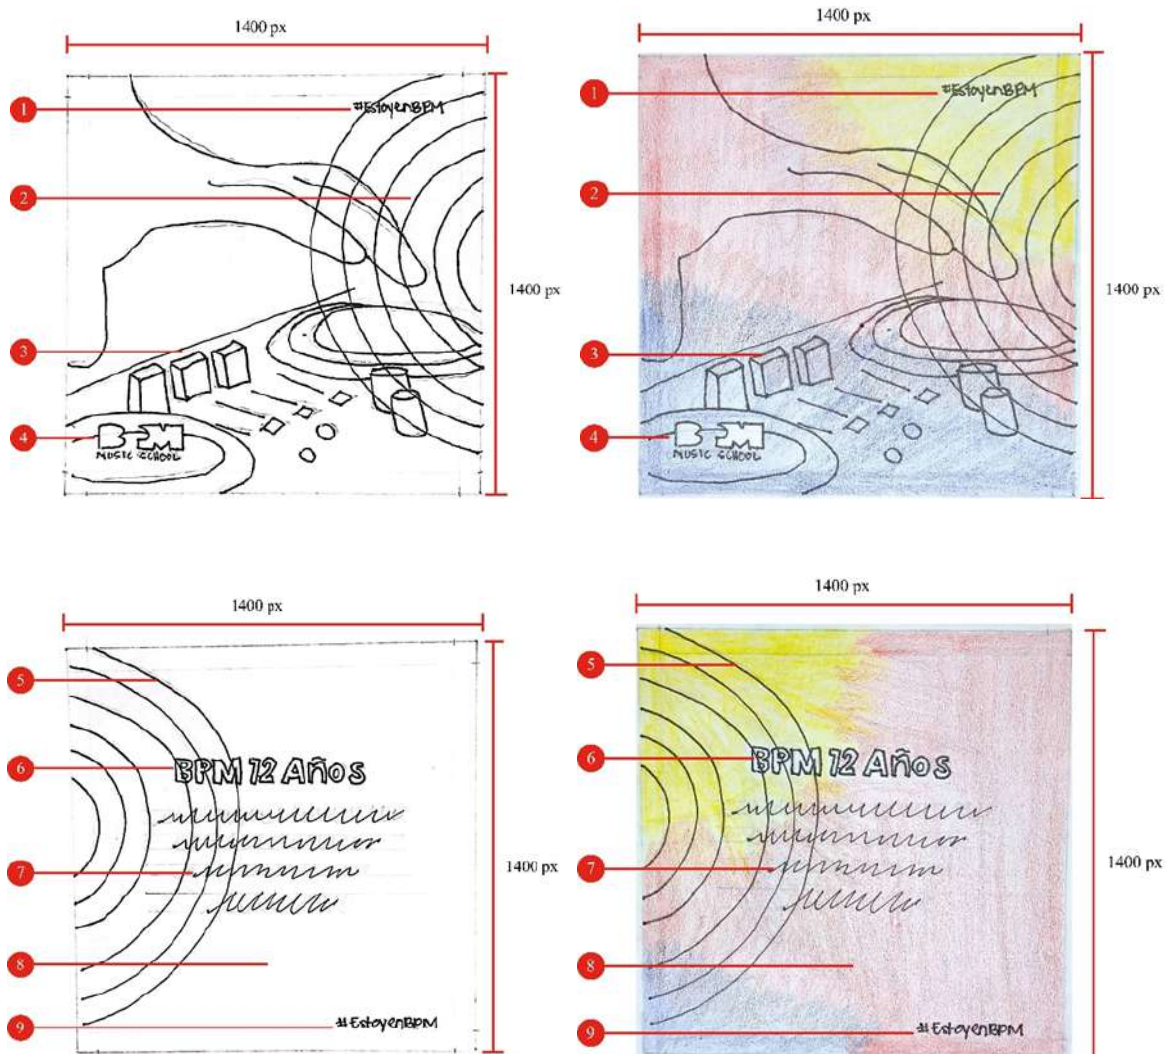 1400 px
1400 px
1
#EstoyenBPM
1
#EstoyenBPM
2
2
1400 px
1400 px
3
3
4
BPM
MUSIC SCHOOL
4
BPM
MUSIC SCHOOL
1400 px
1400 px
5
5
6
BPM 12 Años
6
BPM 12 Años
7
1400 px
7
1400 px
8
8
9
#EstoyenBPM
9
#EstoyenBPM